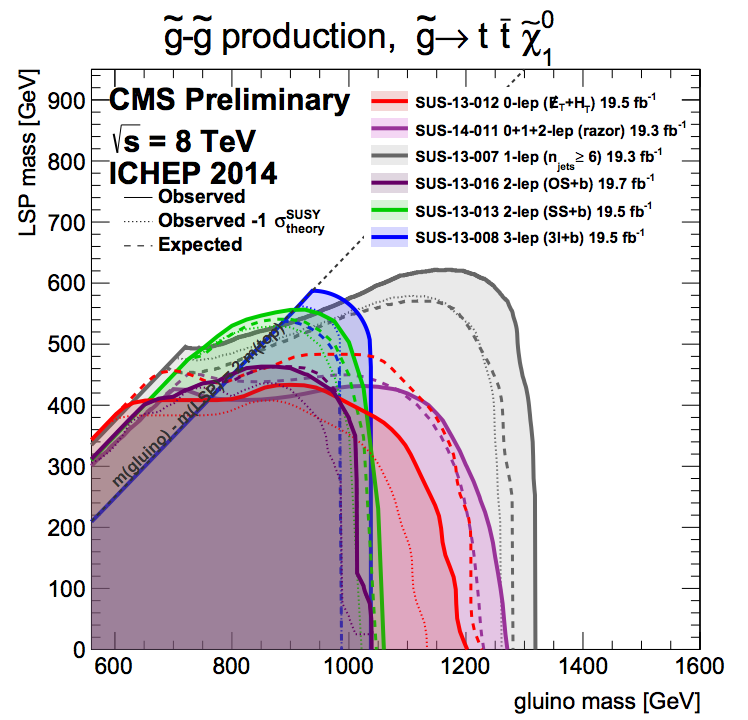 g̃-g̃ production, g̃→ t t̄ χ̃₁⁰
CMS Preliminary
√s = 8 TeV
ICHEP 2014
Observed
Observed -1 σ theory SUSY
Expected
SUS-13-012 0-lep (E̸T+HT) 19.5 fb⁻¹
SUS-14-011 0+1+2-lep (razor) 19.3 fb⁻¹
SUS-13-007 1-lep (njets≥ 6) 19.3 fb⁻¹
SUS-13-016 2-lep (OS+b) 19.7 fb⁻¹
SUS-13-013 2-lep (SS+b) 19.5 fb⁻¹
SUS-13-008 3-lep (3l+b) 19.5 fb⁻¹
LSP mass [GeV]
900
800
700
600
500
400
300
200
100
0
m(gluino) - m(LSP)
m(top)
600
800
1000
1200
1400
1600
gluino mass [GeV]